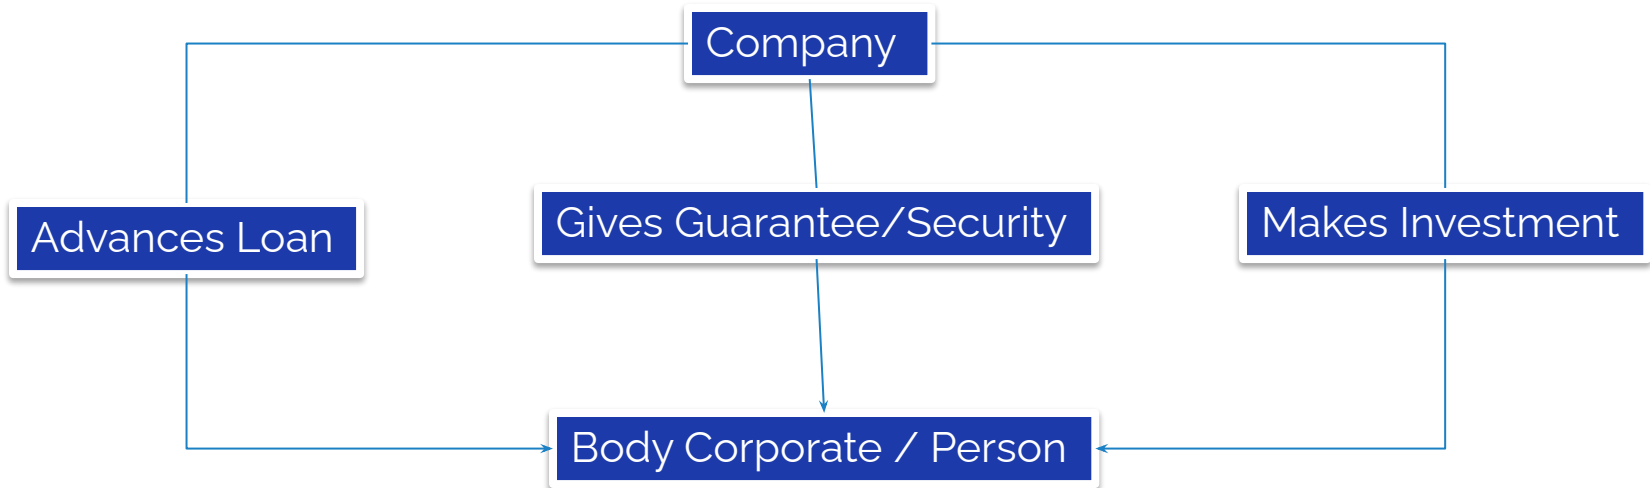 Company
Advances Loan
Gives Guarantee/Security
Makes Investment
Body Corporate / Person